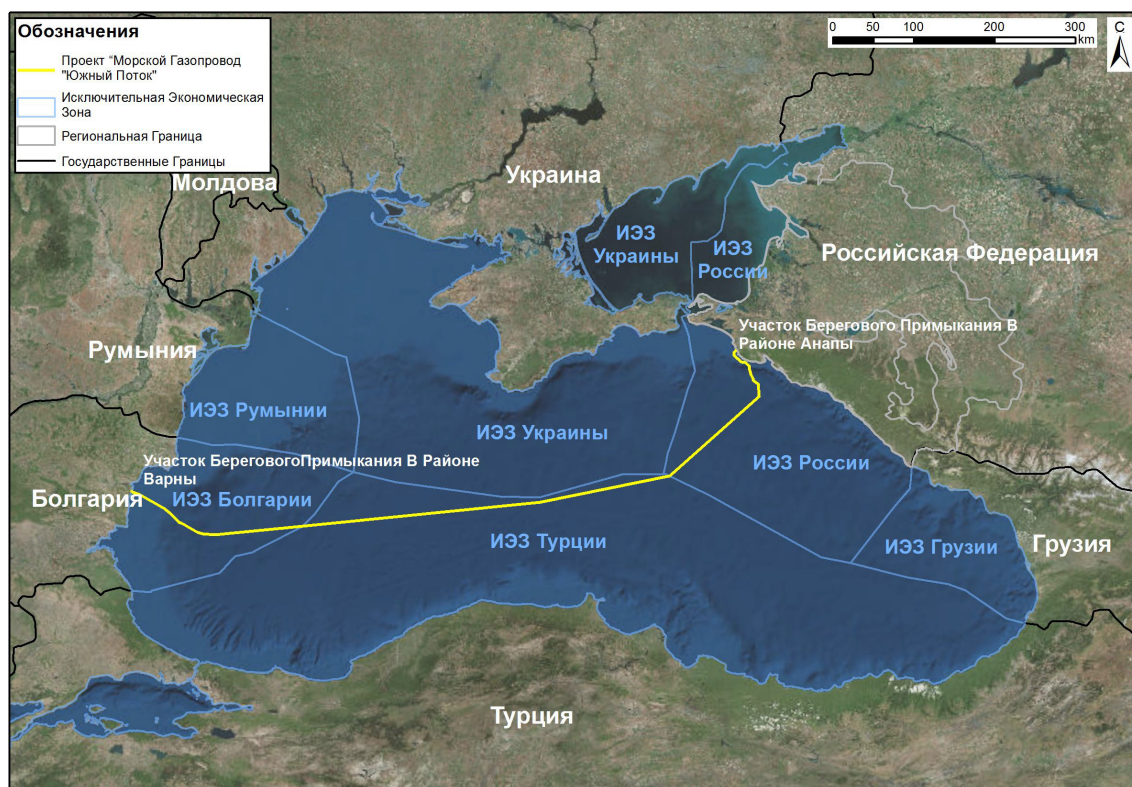 Обозначения
Проект “Морской Газопровод
"Южный Поток"
Исключительная Экономическая
Зона
Региональная Граница
Государственные Границы
0 50 100 200 300
km
С
Молдова
Украина
ИЭЗ
Украины
ИЭЗ
России
Российская Федерация
Участок Берегового Примыкания В
Районе Анапы
Румыния
ИЭЗ Румынии
ИЭЗ Украины
Участок БереговогоПримыкания В Районе
Варны
ИЭЗ России
Болгария
ИЭЗ Болгарии
ИЭЗ Турции
ИЭЗ Грузии
Грузия
Турция